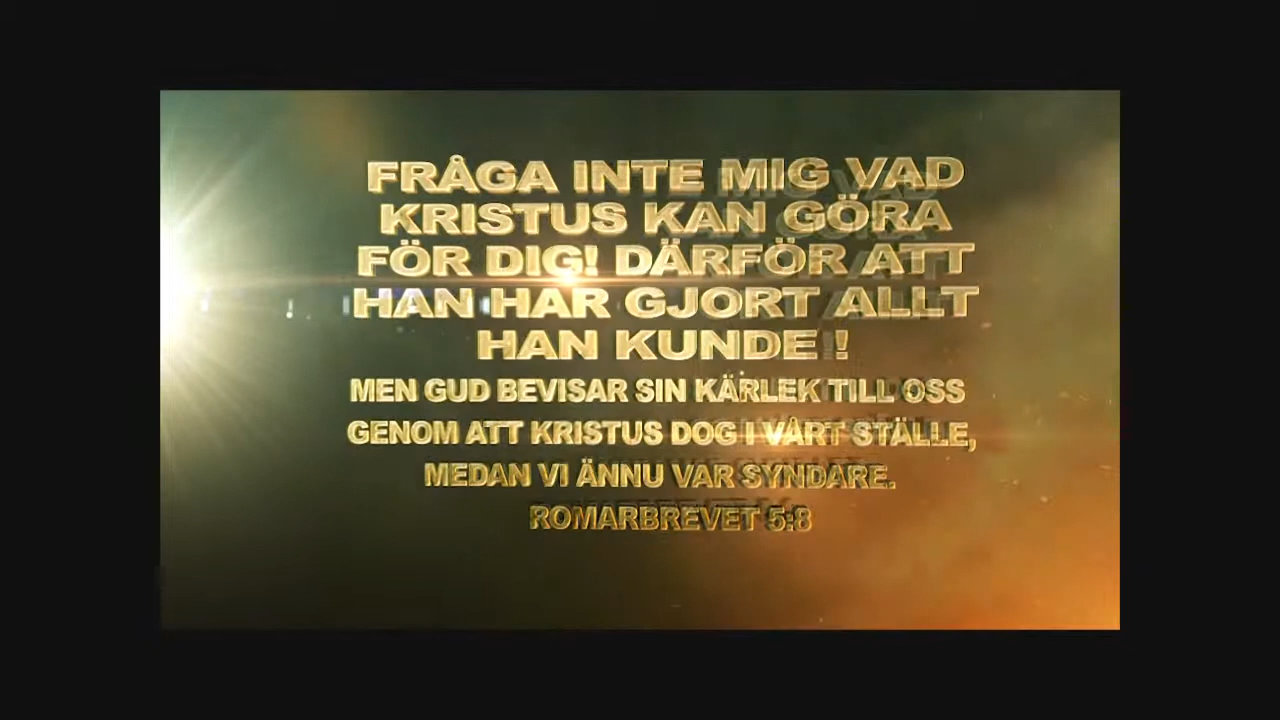 FRÅGA INTE MIG VAD
KRISTUS KAN GÖRA
FÖR DIG! DÄRFÖR ATT
HAN HAR GJORT ALLT
HAN KUNDE !
MEN GUD BEVISAR SIN KÄRLEK TILL OSS
GENOM ATT KRISTUS DOG I VÅRT STÄLLE,
MEDAN VI ÄNNU VAR SYNDARE.
ROMARBREVET 5:8